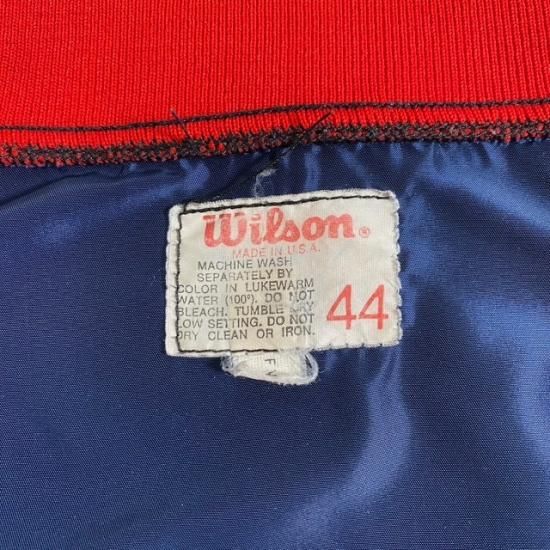 Wilson®
MADE IN U.S.A.
MACHINE WASH
SEPARATELY BY
COLOR IN LUKEWARM
WATER (100°). DO NOT
BLEACH. TUMBLE DRY
LOW SETTING. DO NOT
DRY CLEAN OR IRON.
44